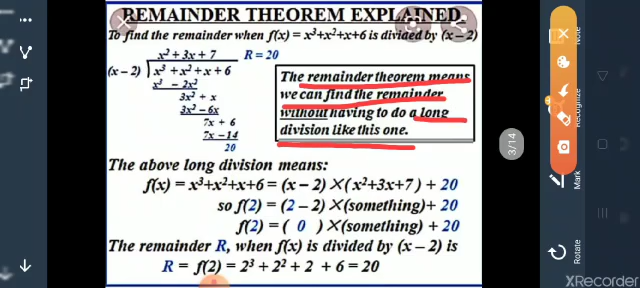 REMAINDER THEOREM EXPLAINED
To find the remainder when f(x) = x³+x²+x+6 is divided by (x – 2)
x² + 3x + 7 R = 20
(x – 2) x³ + x² + x + 6
x³ – 2x²
3x² + x
3x² – 6x
7x + 6
7x – 14
20
The remainder theorem means
we can find the remainder
without having to do a long
division like this one.
The above long division means:
f(x) = x³+x²+x+6 = (x – 2) ×(x²+3x+7) + 20
so f(2) = (2 – 2) ×(something)+ 20
f(2) = ( 0 ) ×(something) + 20
The remainder R, when f(x) is divided by (x – 2) is
R = f(2) = 2³ + 2² + 2 + 6 = 20
3/14
Note
Recognize
Mark
Rotate
XRecorder